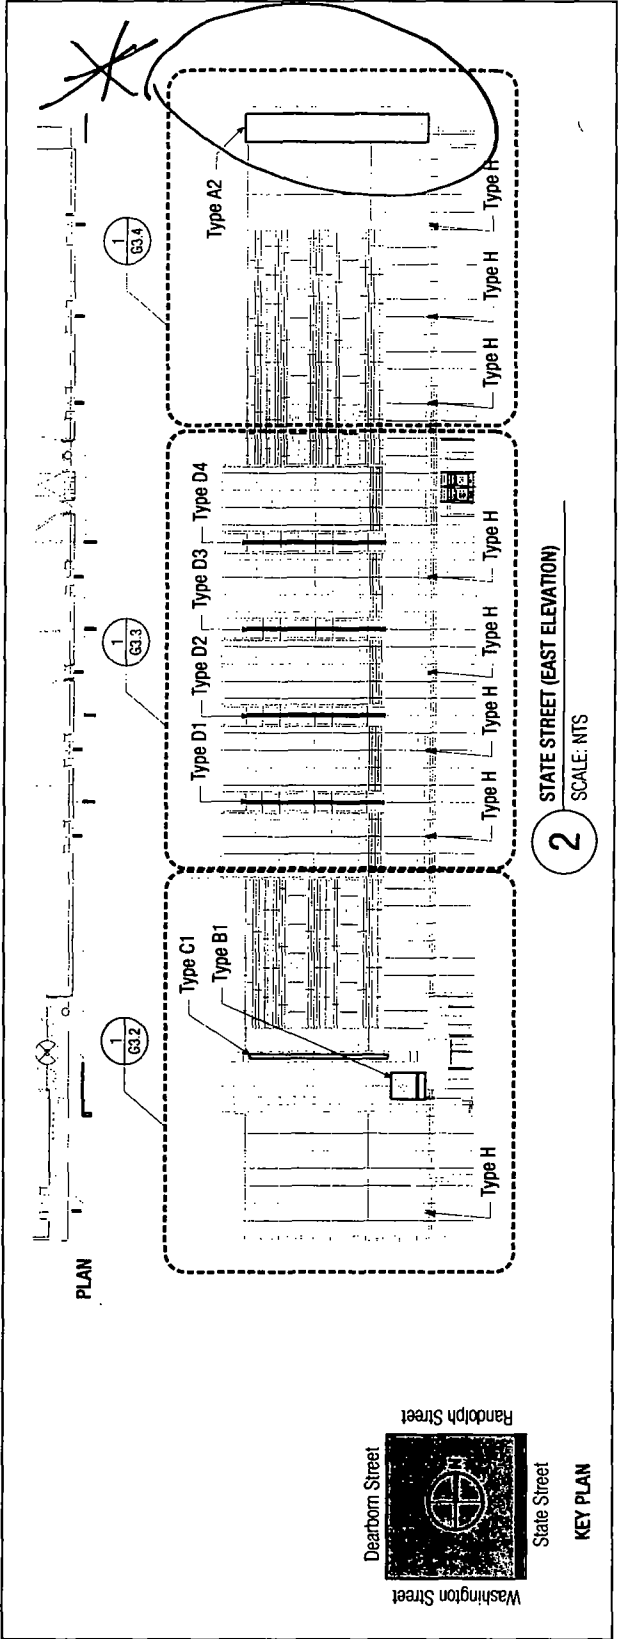 PLAN
1
G3.2
1
G3.3
1
G3.4
Type C1
Type B1
Type D1
Type D2
Type D3
Type D4
Type A2
Type H
Type H
Type H
Type H
Type H
Type H
Type H
Type H
2
STATE STREET (EAST ELEVATION)
SCALE: NTS
Dearborn Street
Washington Street
Randolph Street
N
State Street
KEY PLAN